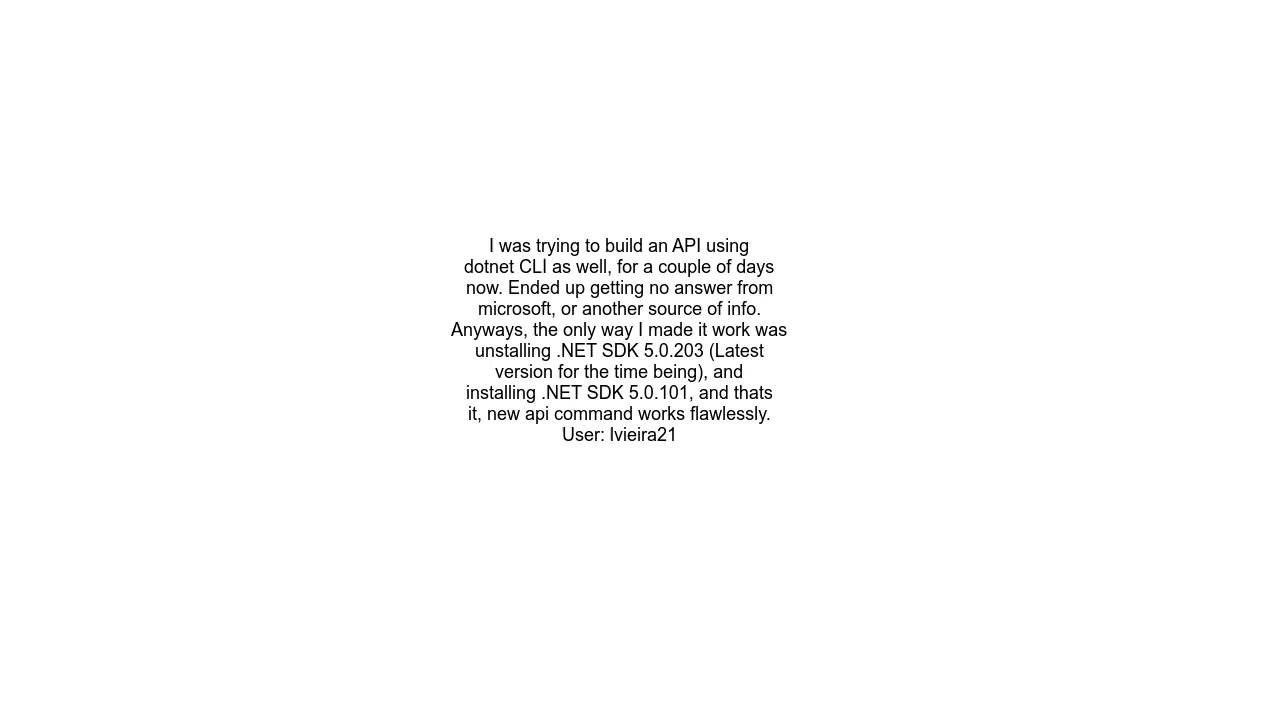 I was trying to build an API using
dotnet CLI as well, for a couple of days
now. Ended up getting no answer from
microsoft, or another source of info.
Anyways, the only way I made it work was
unstalling .NET SDK 5.0.203 (Latest
version for the time being), and
installing .NET SDK 5.0.101, and thats
it, new api command works flawlessly.
User: lvieira21